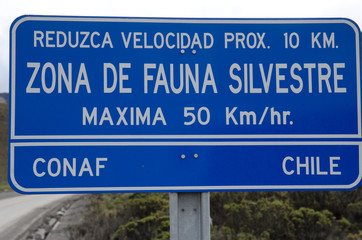 REDUZCA VELOCIDAD PROX. 10 KM.
ZONA DE FAUNA SILVESTRE
MAXIMA 50 Km/hr.
CONAF CHILE